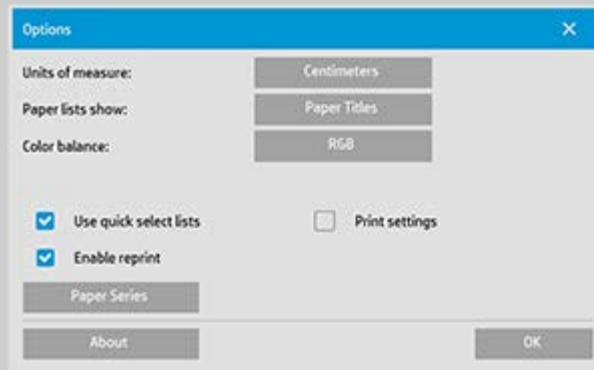 Options
Units of measure: Centimeters
Paper lists show: Paper Titles
Color balance: RGB
Use quick select lists Print settings
Enable reprint
Paper Series
About OK